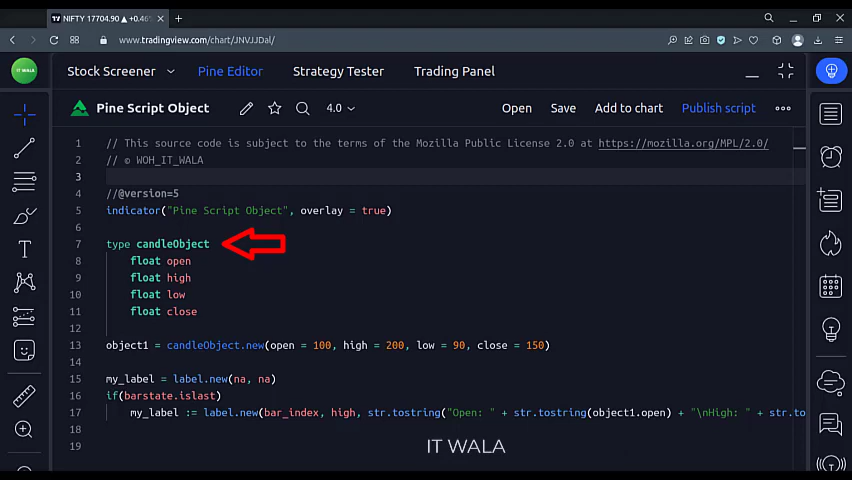 NIFTY 17704.90 ▲ +0.46%
www.tradingview.com/chart/JNVJJDal/
IT WALA
Stock Screener
Pine Editor
Strategy Tester
Trading Panel
Pine Script Object
4.0
Open
Save
Add to chart
Publish script
1 // This source code is subject to the terms of the Mozilla Public License 2.0 at https://mozilla.org/MPL/2.0/
2 // © WOH_IT_WALA
3
4 //@version=5
5 indicator("Pine Script Object", overlay = true)
6
7 type candleObject
8 float open
9 float high
10 float low
11 float close
12
13 object1 = candleObject.new(open = 100, high = 200, low = 90, close = 150)
14
15 my_label = label.new(na, na)
16 if(barstate.islast)
17 my_label := label.new(bar_index, high, str.tostring("Open: " + str.tostring(object1.open) + "\nHigh: " + str.to
18
19
IT WALA